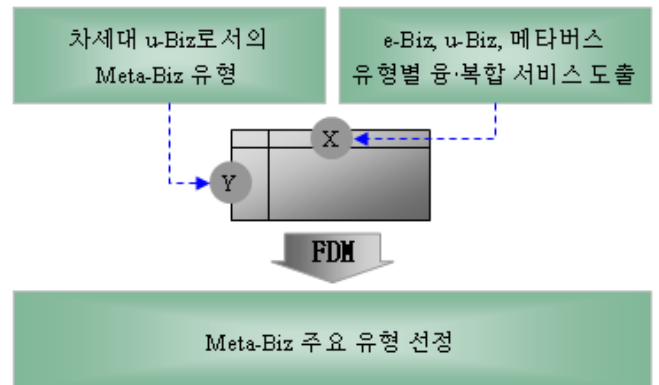 차세대 u-Biz로서의
Meta-Biz 유형
e-Biz, u-Biz, 메타버스
유형별 융·복합 서비스 도출
X
Y
FDM
Meta-Biz 주요 유형 선정